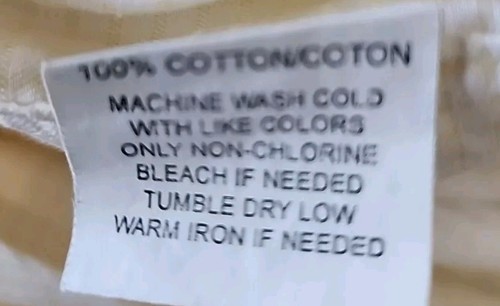 100% COTTON/COTON
MACHINE WASH COLD
WITH LIKE COLORS
ONLY NON-CHLORINE
BLEACH IF NEEDED
TUMBLE DRY LOW
WARM IRON IF NEEDED